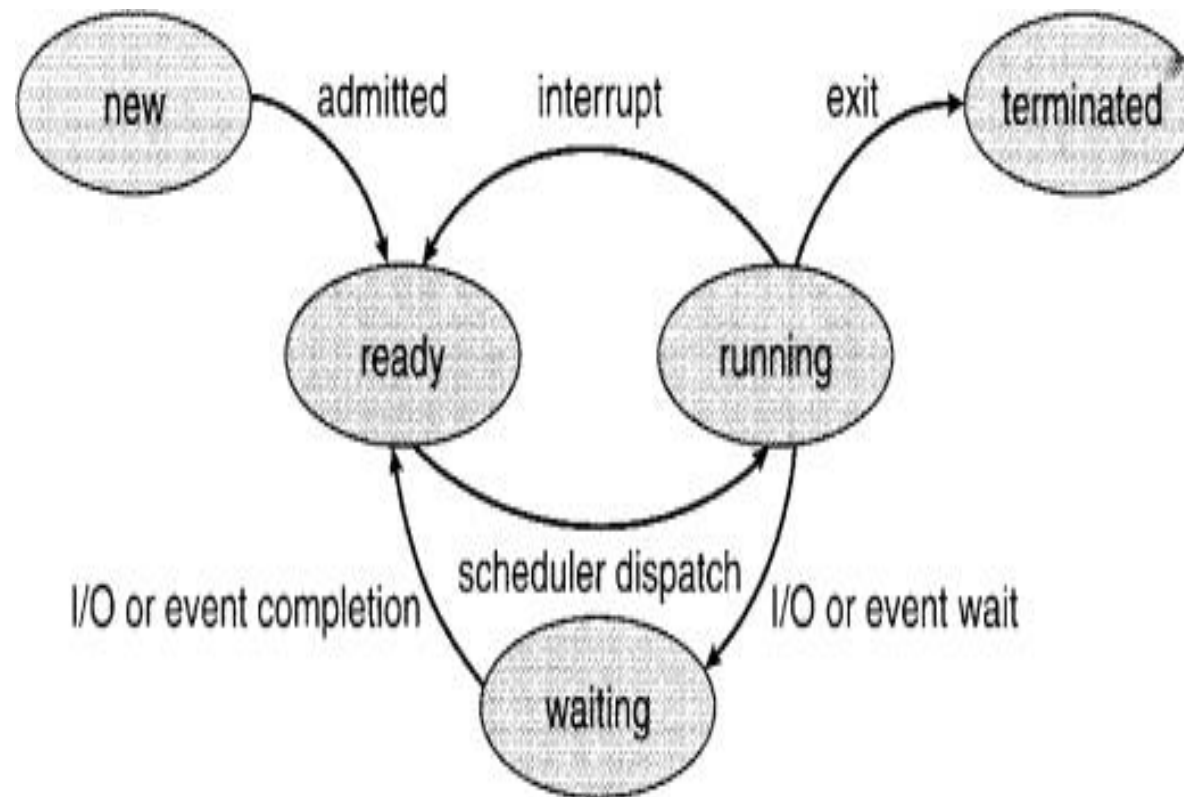 new
admitted
interrupt
exit
terminated
ready
running
scheduler dispatch
I/O or event completion
I/O or event wait
waiting